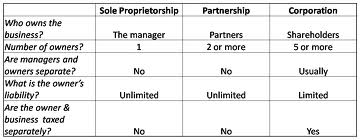 Sole Proprietorship Partnership Corporation
Who owns the
business? The manager Partners Shareholders
Number of owners? 1 2 or more 5 or more
Are managers and
owners separate? No No Usually
What is the owner's
liability? Unlimited Unlimited Limited
Are the owner &
business taxed
separately? No No Yes